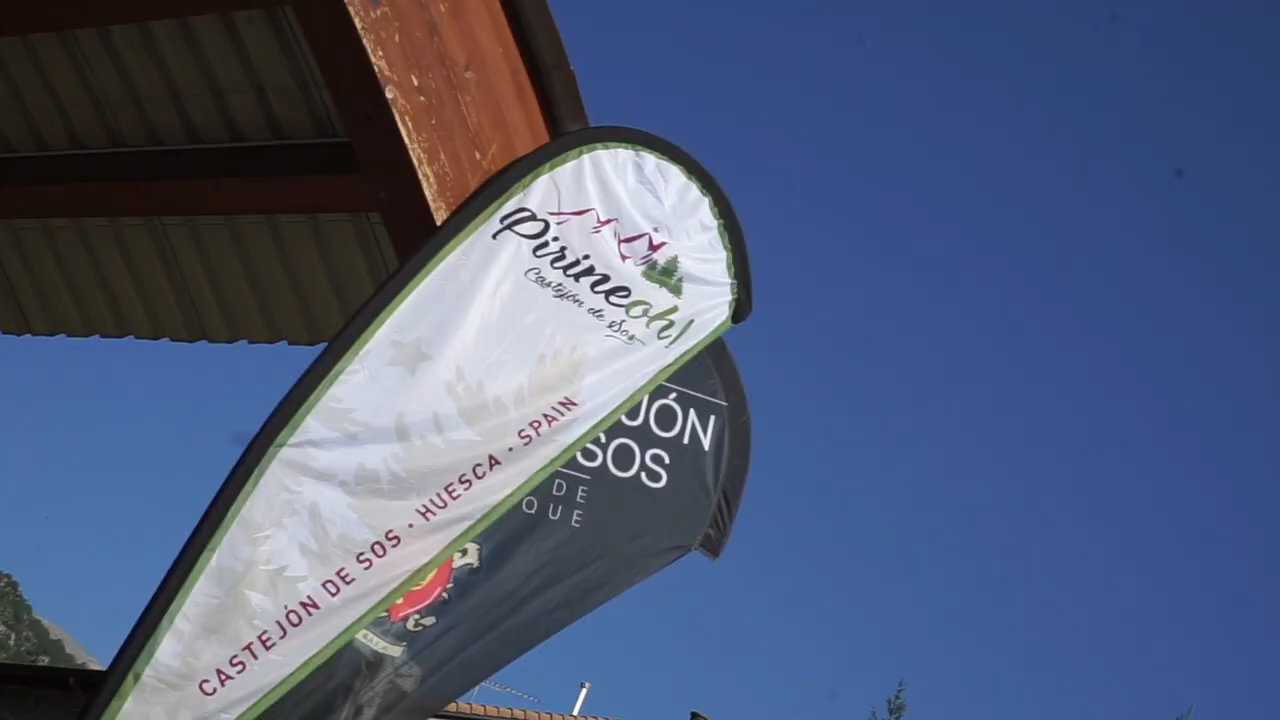 Pirineoh!
Castejón de Sos
CASTEJÓN DE SOS · HUESCA · SPAIN
JÓN
SOS
DE
QUE